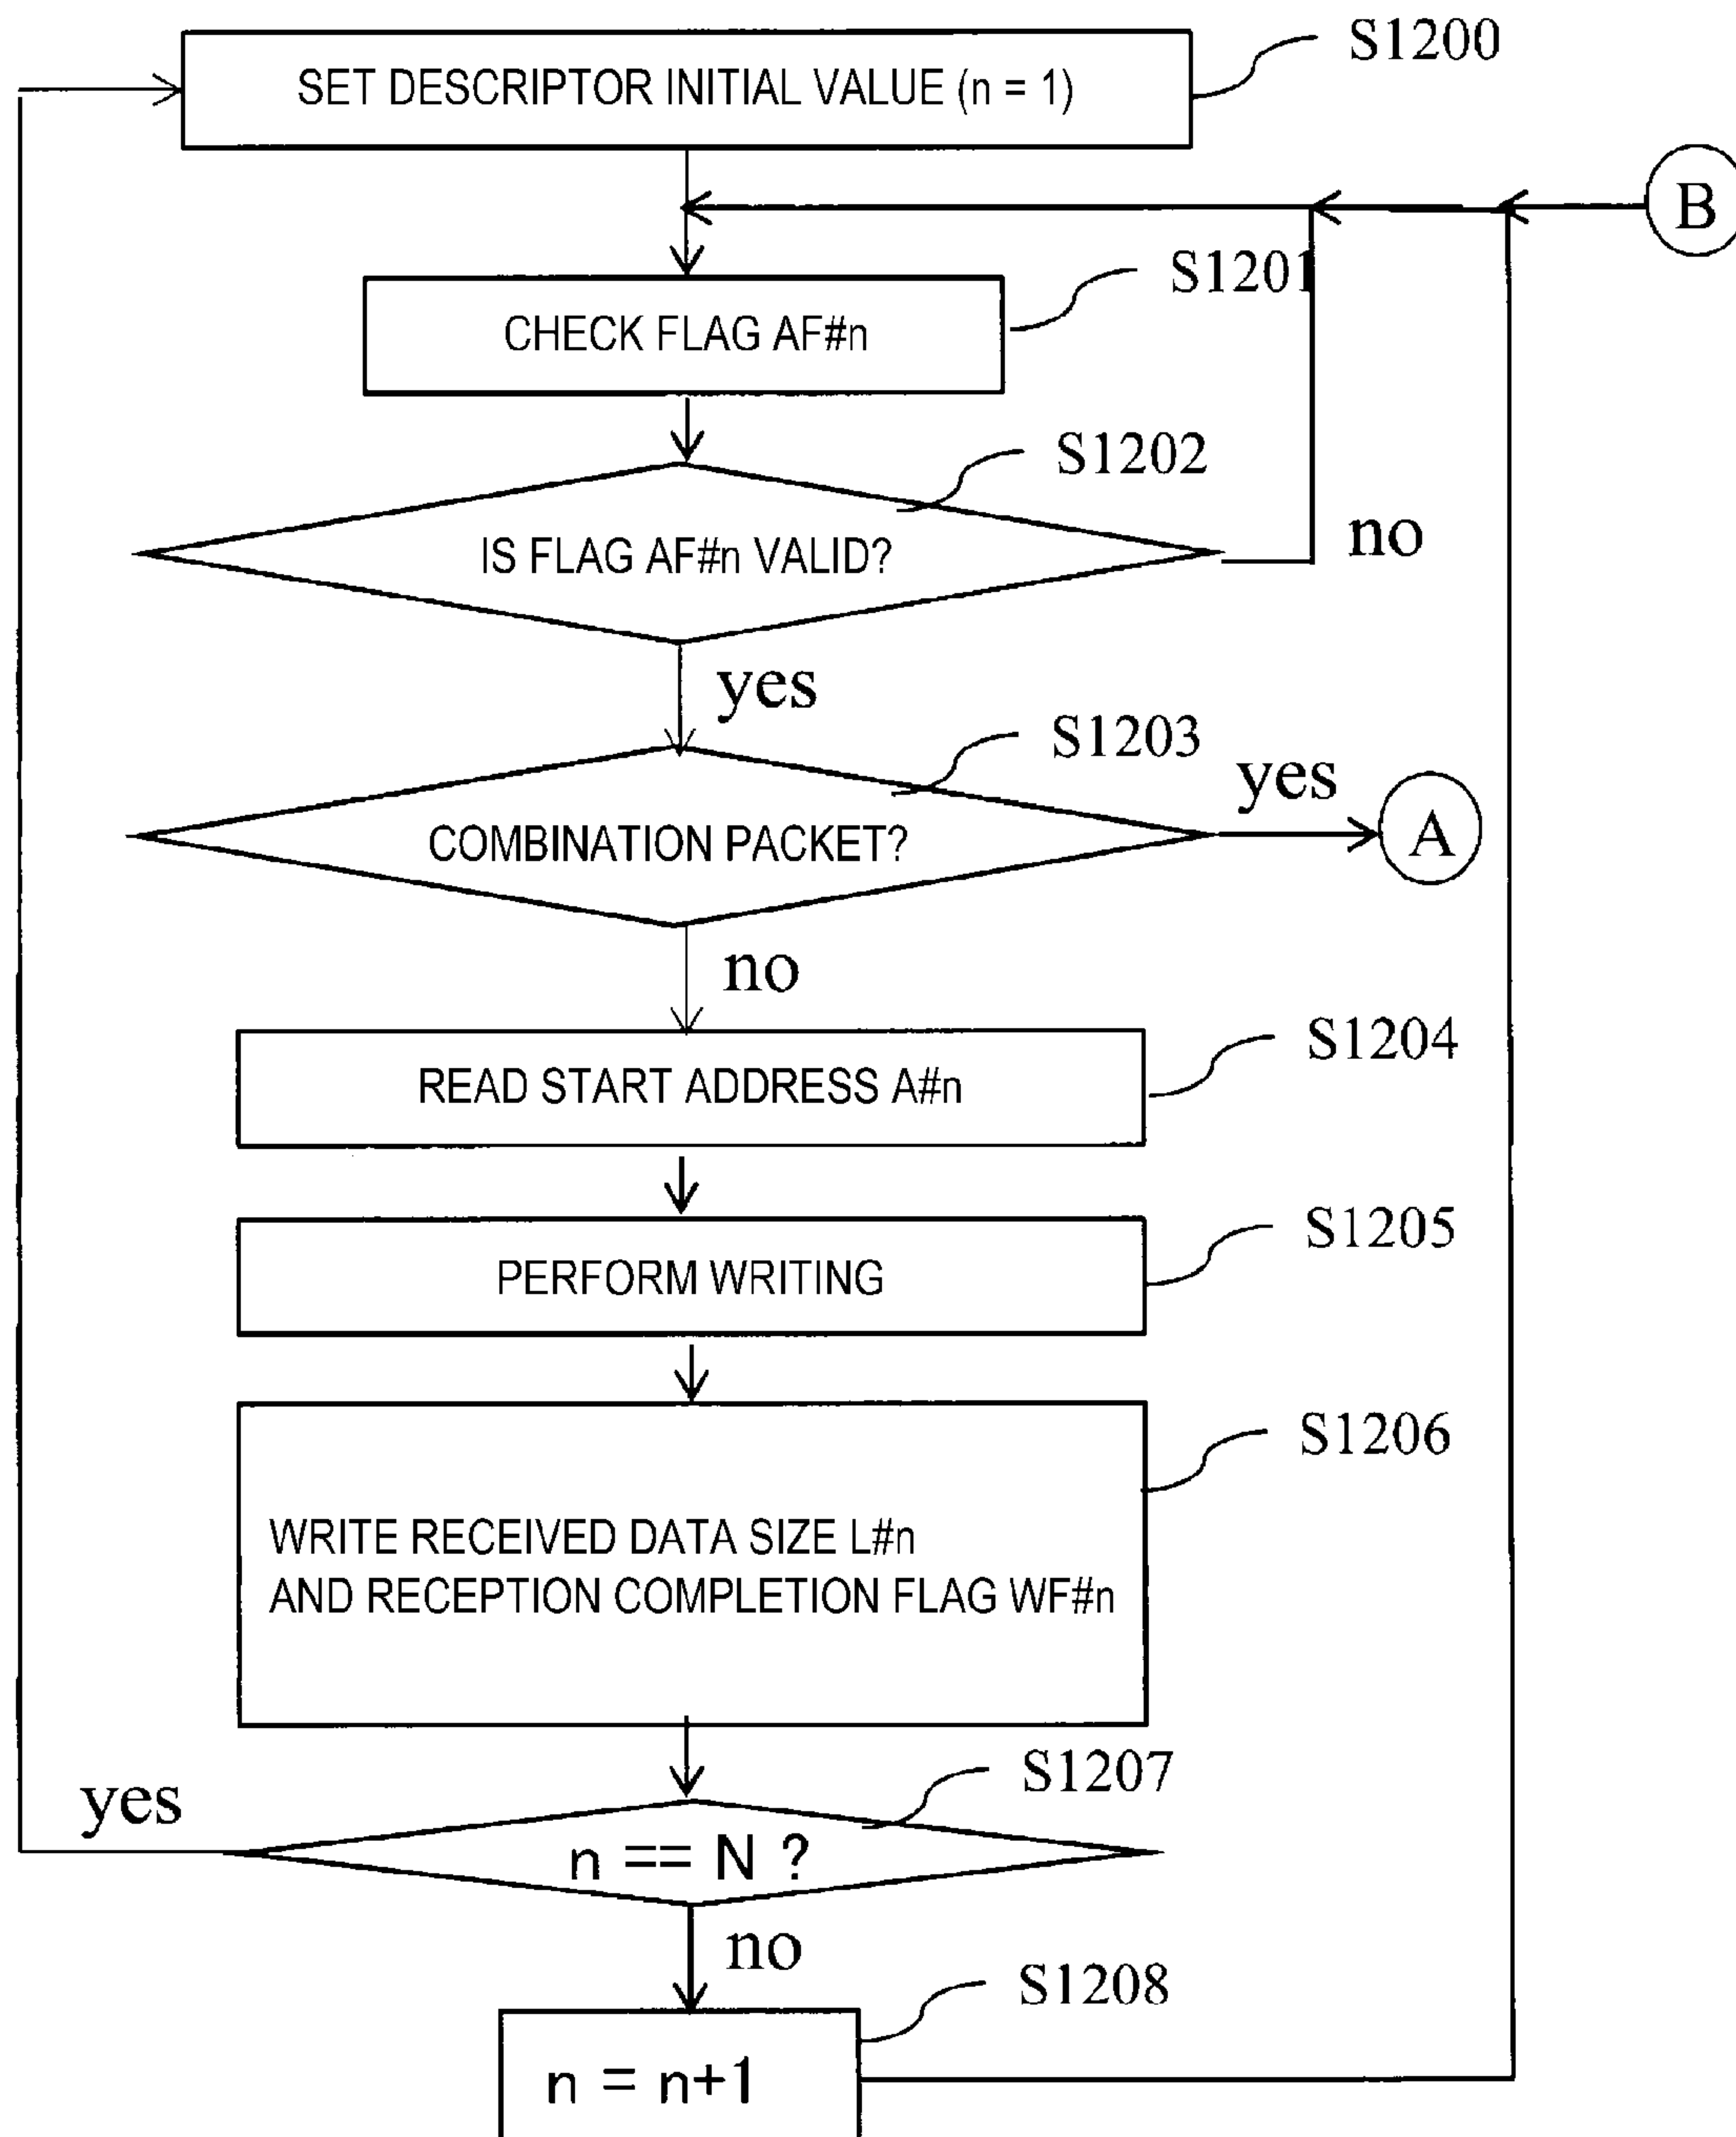 S1200
SET DESCRIPTOR INITIAL VALUE (n = 1)
B
S1201
CHECK FLAG AF#n
S1202
IS FLAG AF#n VALID?
no
yes
S1203
COMBINATION PACKET?
yes
A
no
S1204
READ START ADDRESS A#n
S1205
PERFORM WRITING
S1206
WRITE RECEIVED DATA SIZE L#n
AND RECEPTION COMPLETION FLAG WF#n
S1207
yes
n == N ?
no
S1208
n = n+1